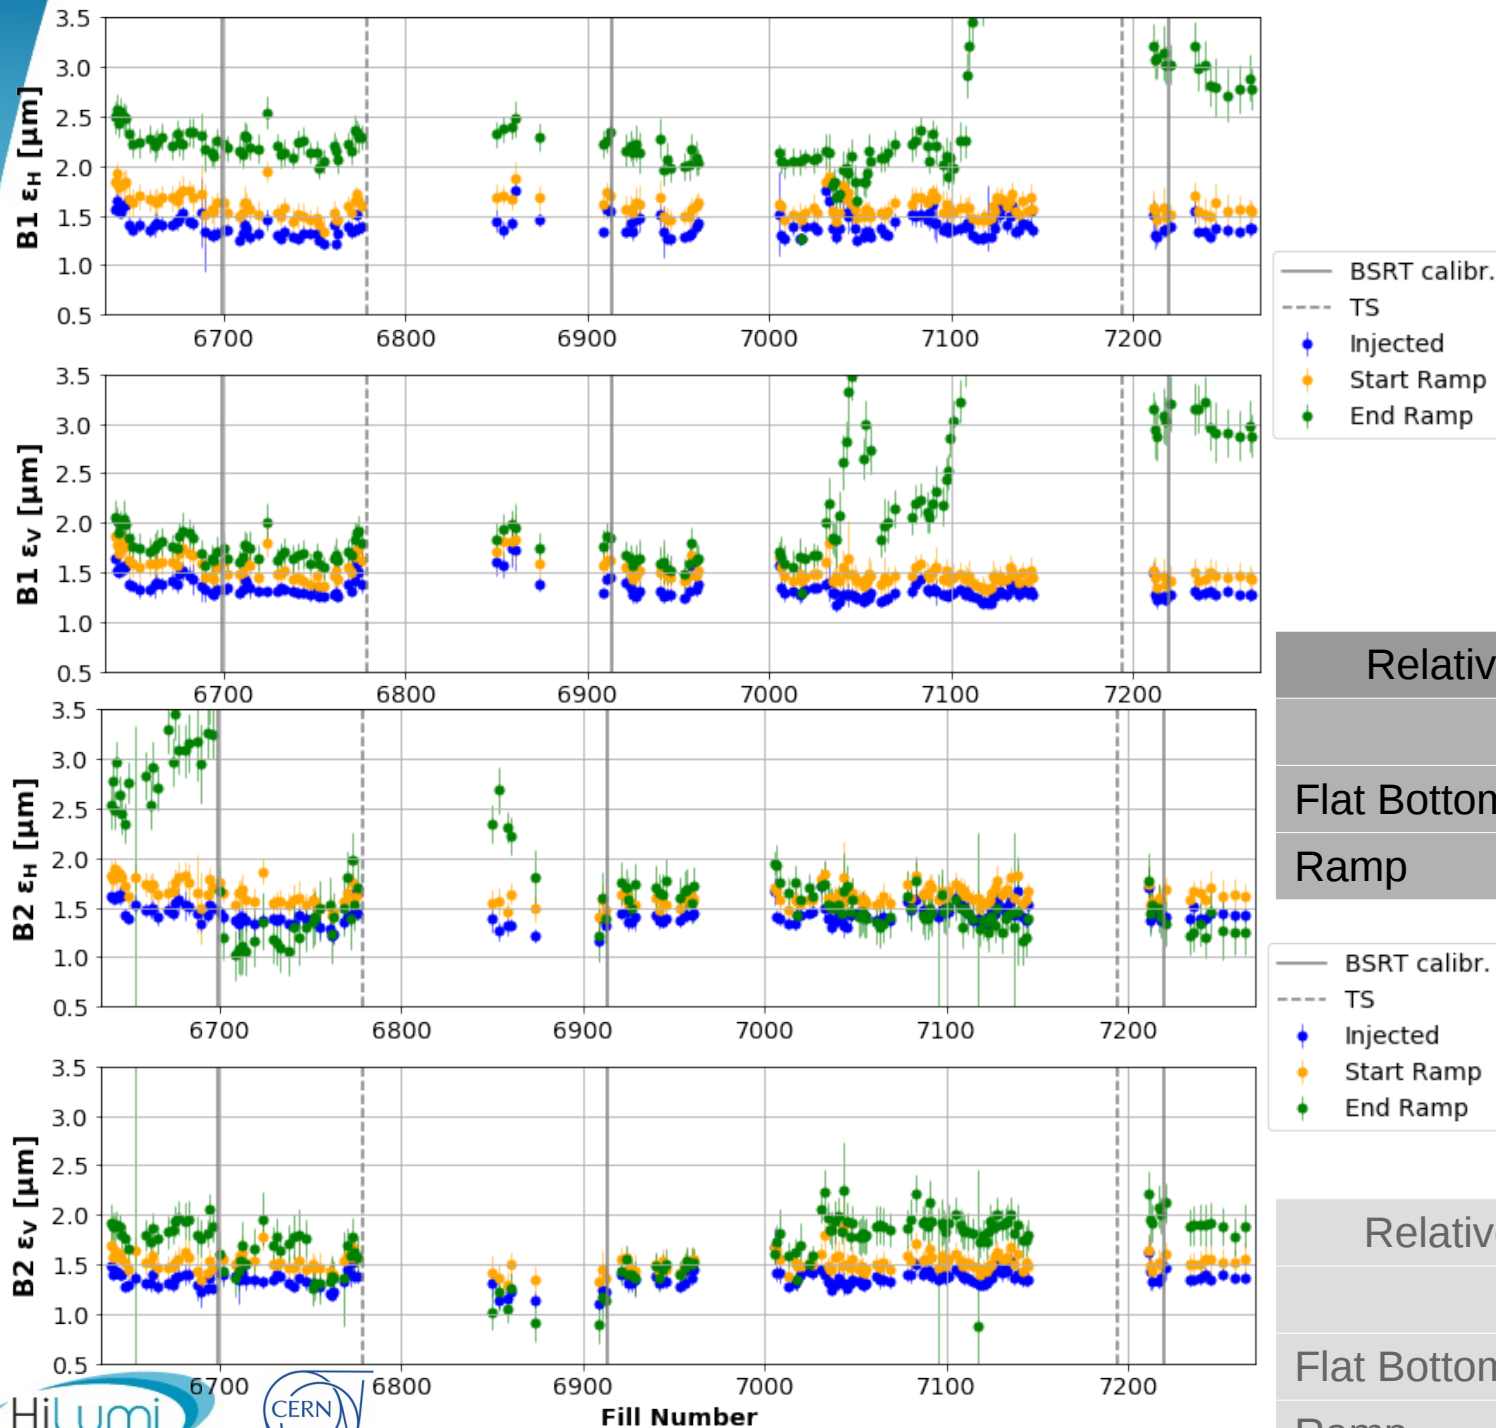 3.5
3.0
2.5
2.0
1.5
1.0
0.5
B1 εH [μm]
6700 6800 6900 7000 7100 7200
BSRT calibr.
TS
Injected
Start Ramp
End Ramp
3.5
3.0
2.5
2.0
1.5
1.0
0.5
B1 εV [μm]
6700 6800 6900 7000 7100 7200
Relativ
Flat Bottom
Ramp
3.5
3.0
2.5
2.0
1.5
1.0
0.5
B2 εH [μm]
6700 6800 6900 7000 7100 7200
BSRT calibr.
TS
Injected
Start Ramp
End Ramp
3.5
3.0
2.5
2.0
1.5
1.0
0.5
B2 εV [μm]
6700 6800 6900 7000 7100 7200
Fill Number
Relative
Flat Bottom
Ramp
HiLumi
CERN